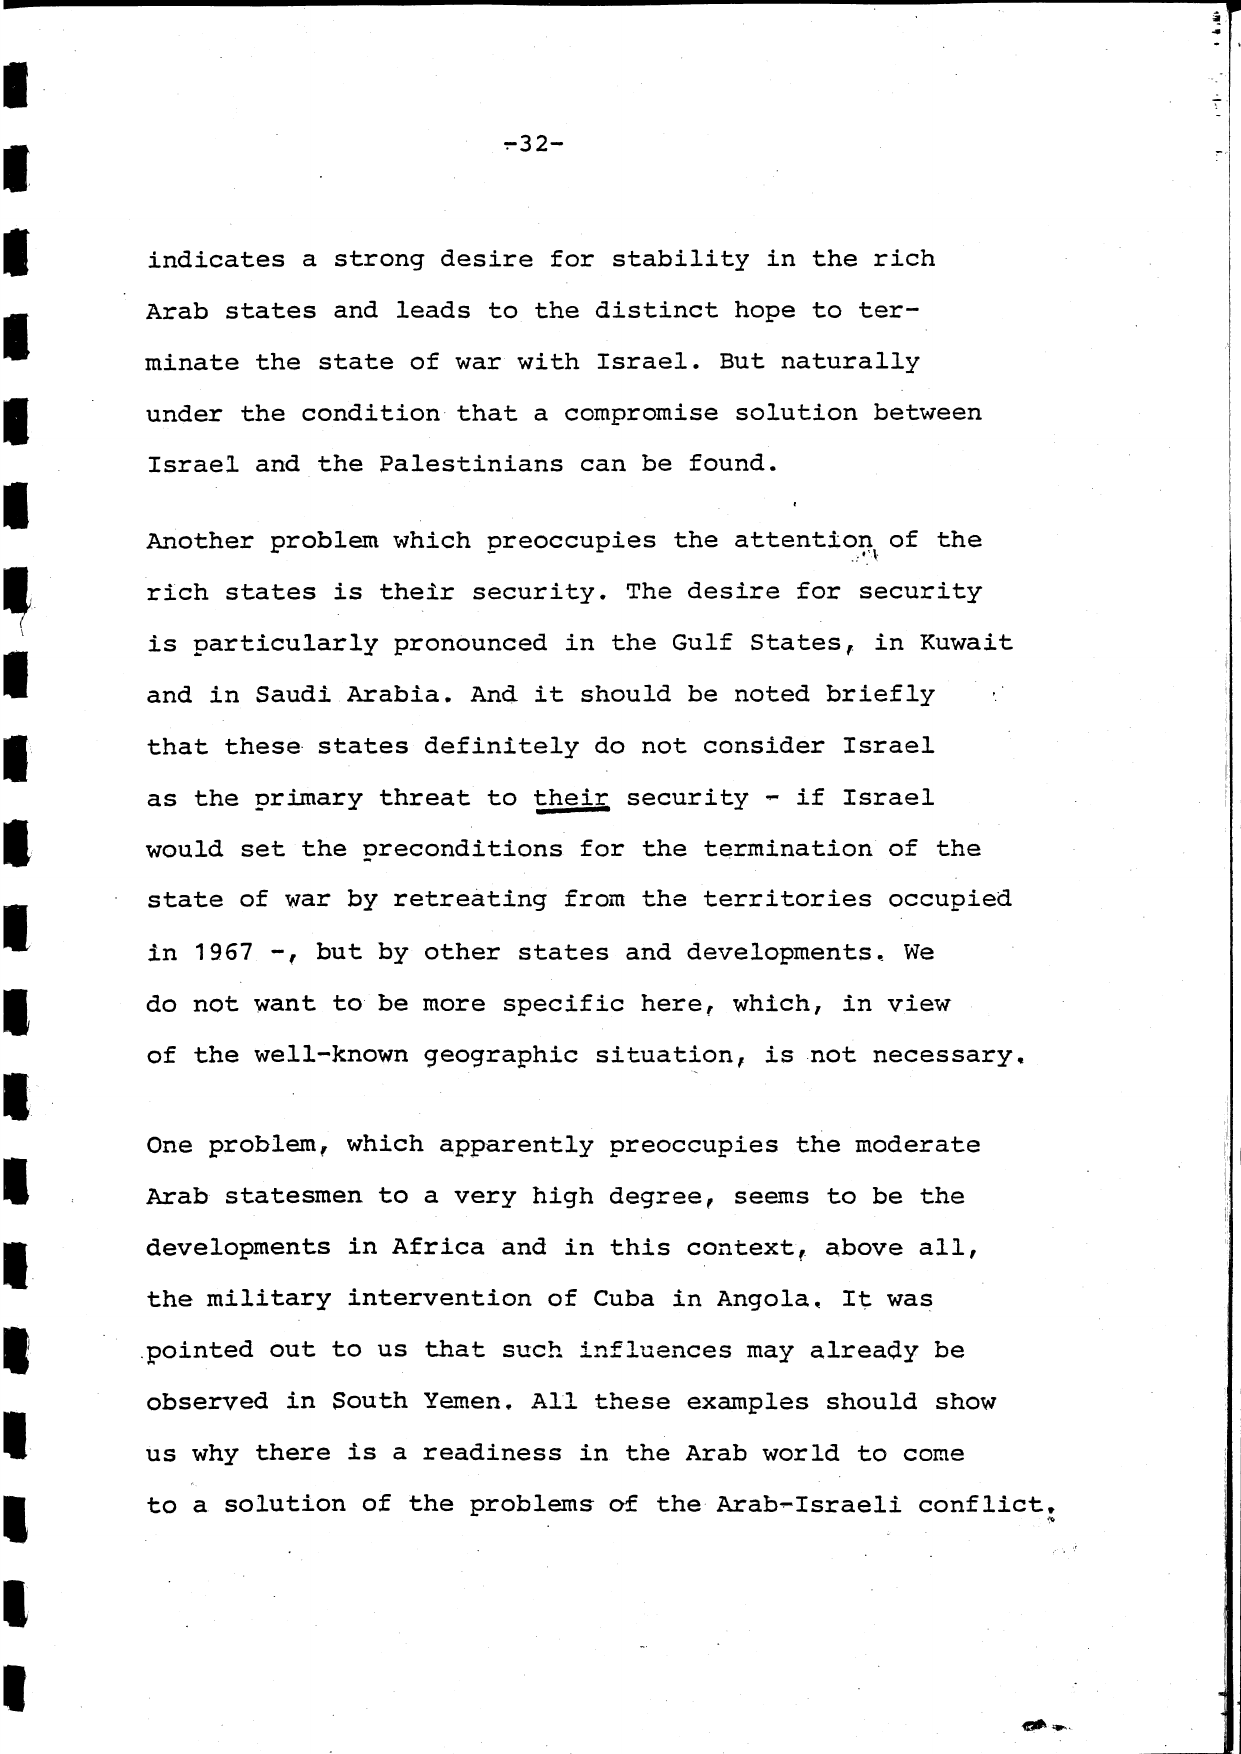 -32-
indicates a strong desire for stability in the rich
Arab states and leads to the distinct hope to ter-
minate the state of war with Israel. But naturally
under the condition that a compromise solution between
Israel and the Palestinians can be found.
Another problem which preoccupies the attention of the
rich states is their security. The desire for security
is particularly pronounced in the Gulf States, in Kuwait
and in Saudi Arabia. And it should be noted briefly
that these states definitely do not consider Israel
as the primary threat to their security - if Israel
would set the preconditions for the termination of the
state of war by retreating from the territories occupied
in 1967 -, but by other states and developments. We
do not want to be more specific here, which, in view
of the well-known geographic situation, is not necessary.
One problem, which apparently preoccupies the moderate
Arab statesmen to a very high degree, seems to be the
developments in Africa and in this context, above all,
the military intervention of Cuba in Angola. It was
pointed out to us that such influences may already be
observed in South Yemen. All these examples should show
us why there is a readiness in the Arab world to come
to a solution of the problems of the Arab-Israeli conflict.